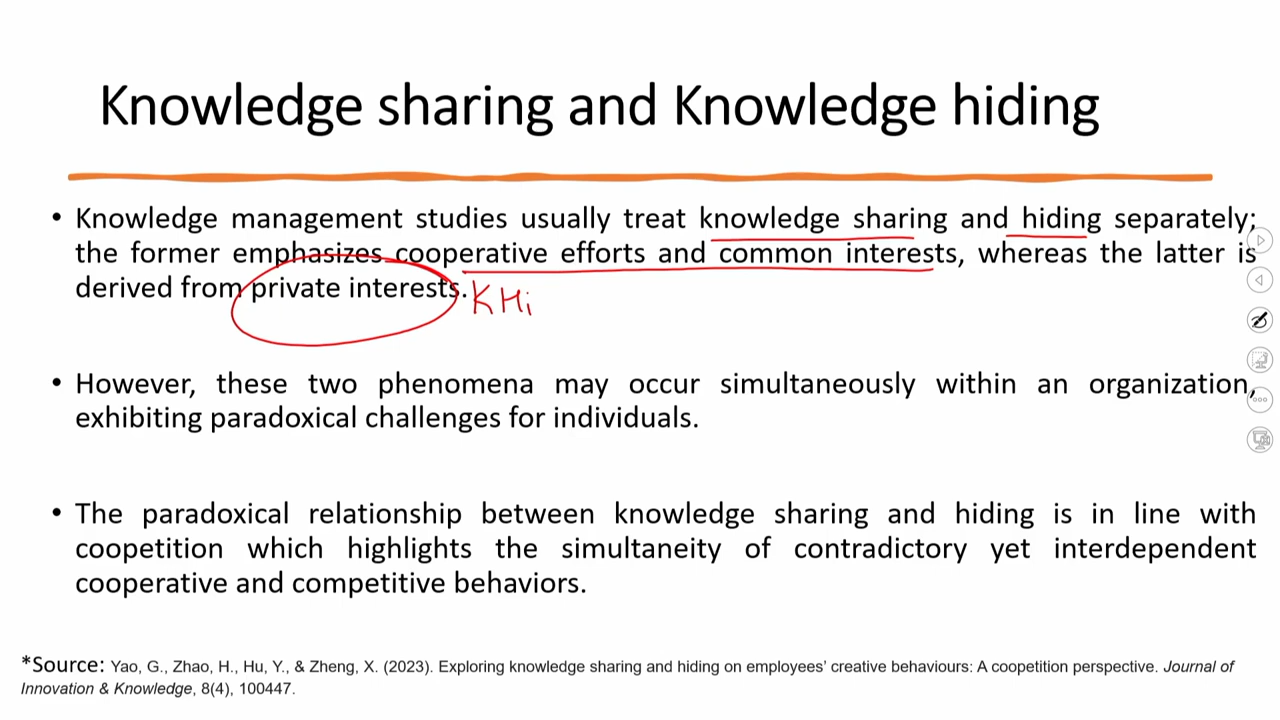 Knowledge sharing and Knowledge hiding
• Knowledge management studies usually treat knowledge sharing and hiding separately;
the former emphasizes cooperative efforts and common interests, whereas the latter is
derived from private interests. KHi
• However, these two phenomena may occur simultaneously within an organization,
exhibiting paradoxical challenges for individuals.
• The paradoxical relationship between knowledge sharing and hiding is in line with
coopetition which highlights the simultaneity of contradictory yet interdependent
cooperative and competitive behaviors.
*Source: Yao, G., Zhao, H., Hu, Y., & Zheng, X. (2023). Exploring knowledge sharing and hiding on employees’ creative behaviours: A coopetition perspective. Journal of
Innovation & Knowledge, 8(4), 100447.